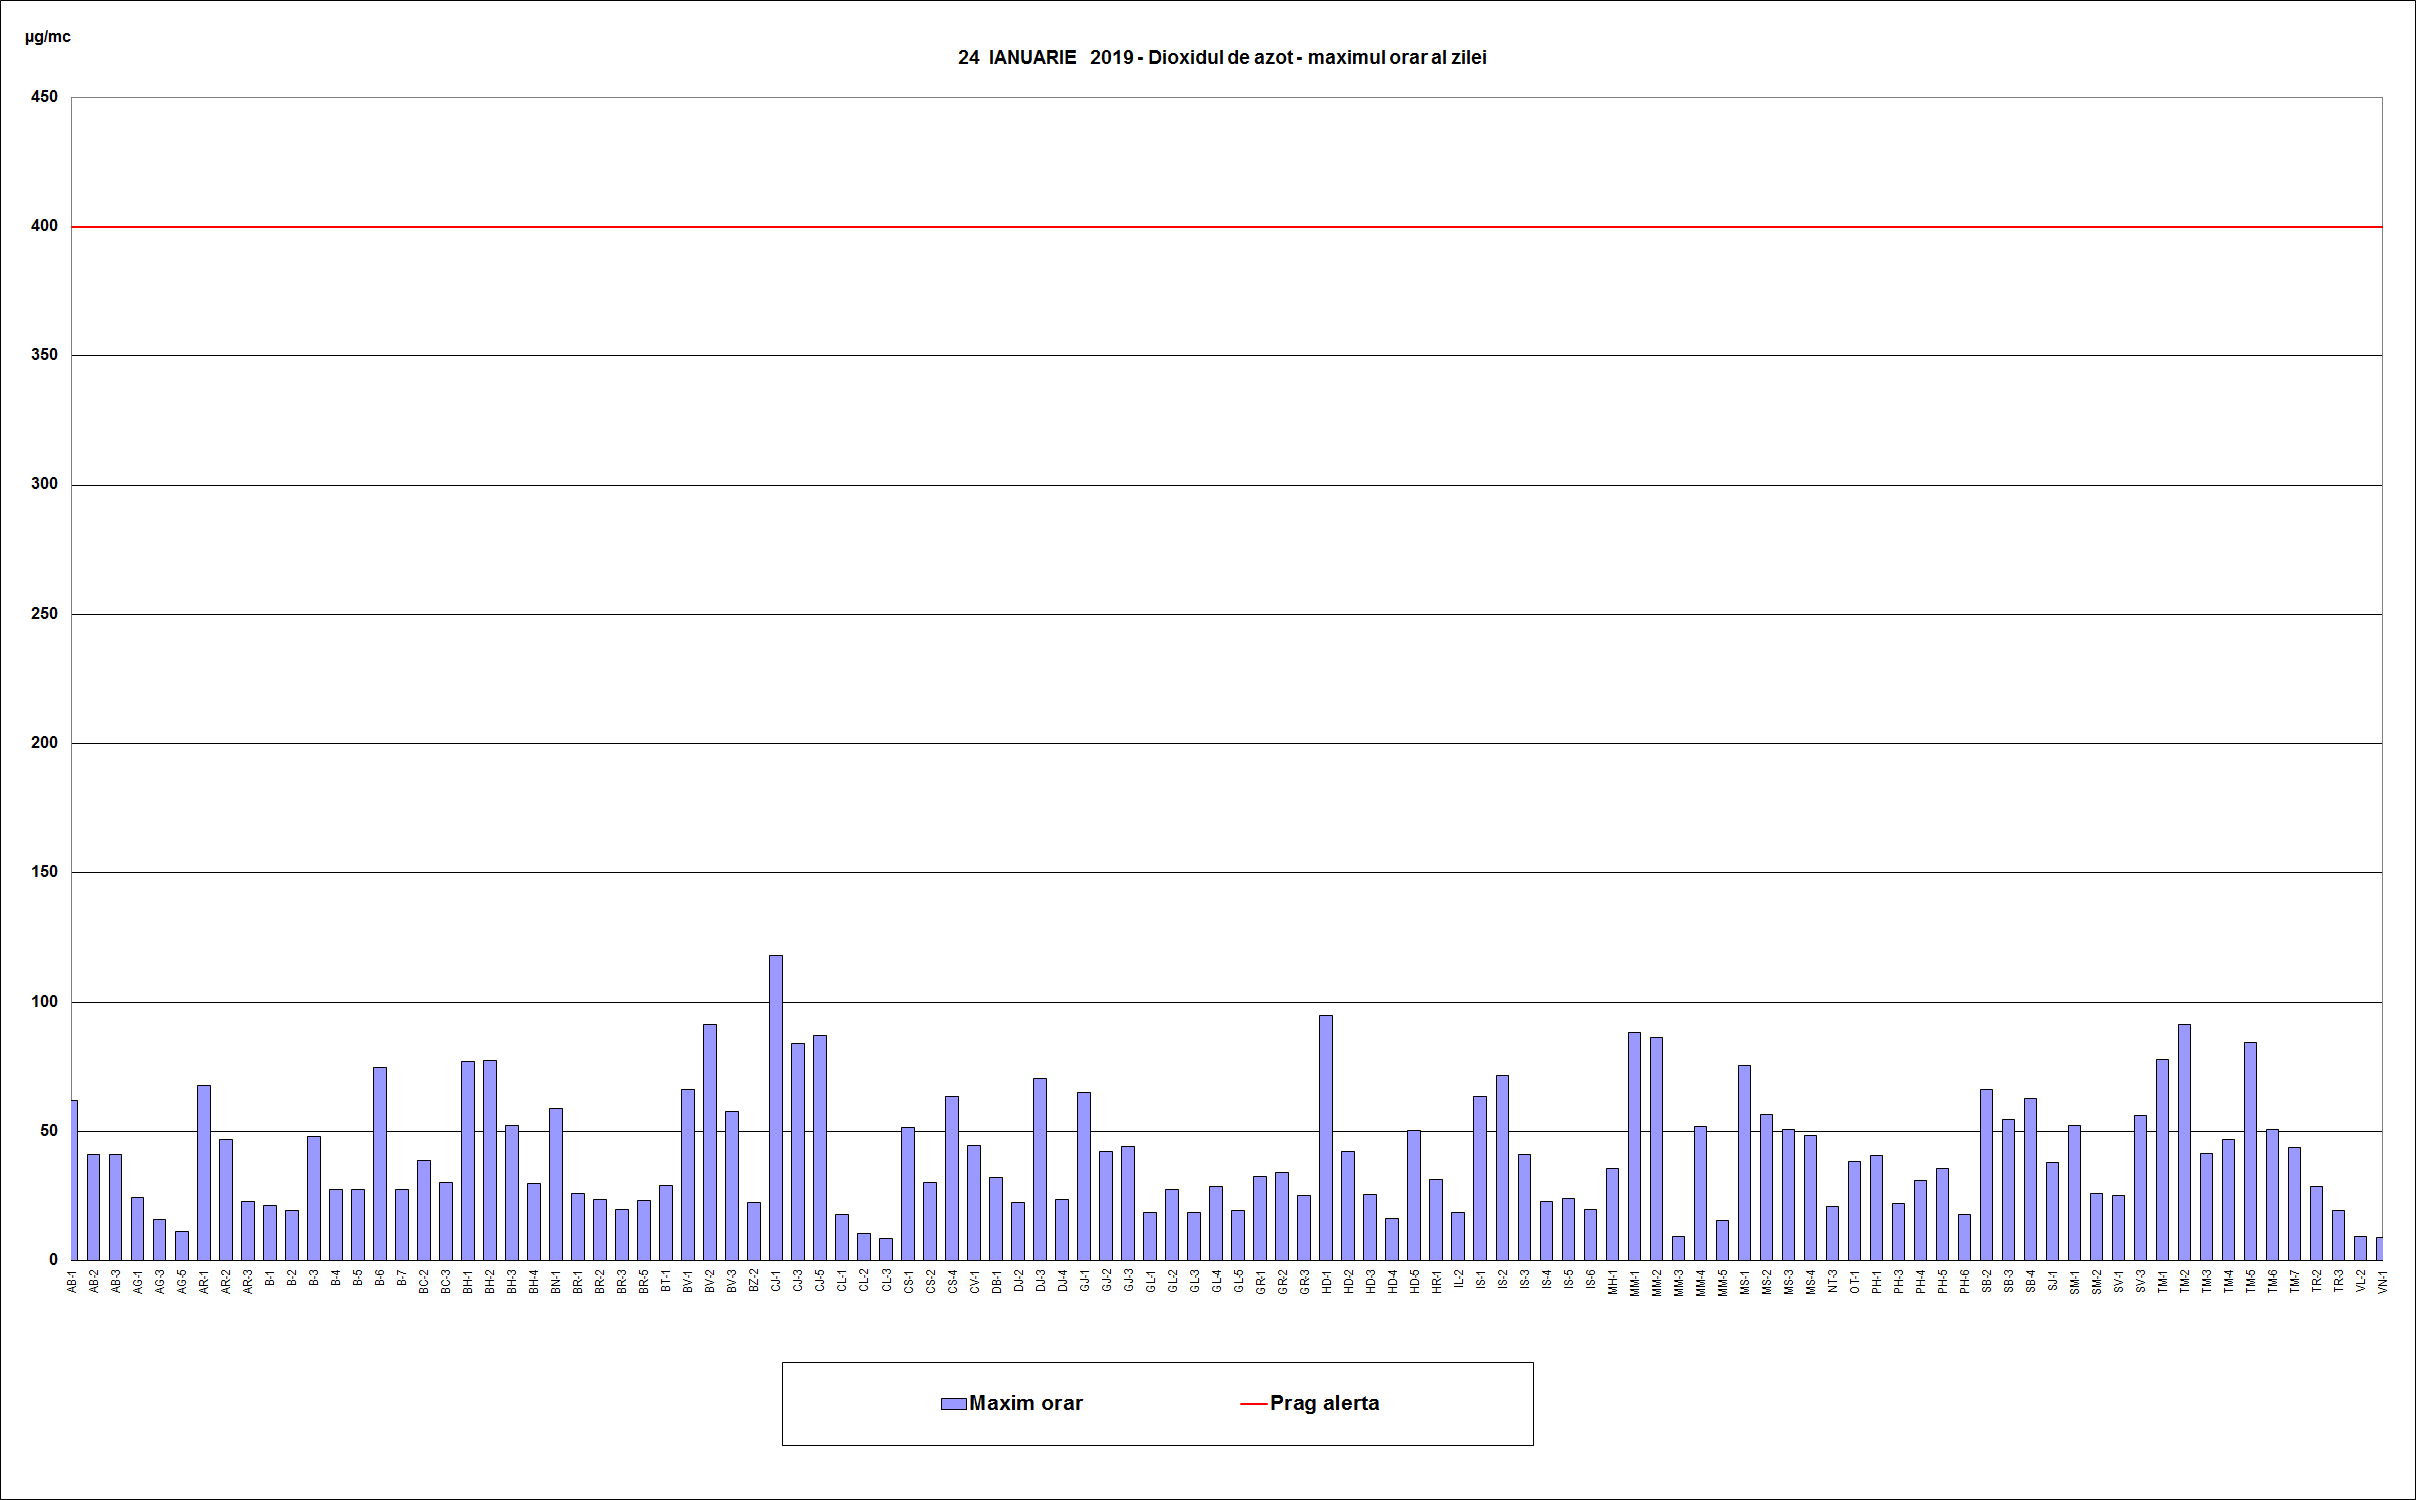 µg/mc
24 IANUARIE 2019 - Dioxidul de azot - maximul orar al zilei
450
400
350
300
250
200
150
100
50
0
AB-1 AB-2 AB-3 AG-1 AG-3 AG-5 AR-1 AR-2 AR-3 B-1 B-2 B-3 B-4 B-5 B-6 B-7 BC-2 BC-3 BH-1 BH-2 BH-3 BH-4 BN-1 BR-1 BR-2 BR-3 BR-5 BT-1 BV-1 BV-2 BV-3 BZ-2 CJ-1 CJ-3 CJ-5 CL-1 CL-2 CL-3 CS-1 CS-2 CS-4 CV-1 DB-1 DJ-2 DJ-3 DJ-4 GJ-1 GJ-2 GJ-3 GL-1 GL-2 GL-3 GL-4 GL-5 GR-1 GR-2 GR-3 HD-1 HD-2 HD-3 HD-4 HD-5 HR-1 IL-2 IS-1 IS-2 IS-3 IS-4 IS-5 IS-6 MH-1 MM-1 MM-2 MM-3 MM-4 MM-5 MS-1 MS-2 MS-3 MS-4 NT-3 OT-1 PH-1 PH-3 PH-4 PH-5 PH-6 SB-2 SB-3 SB-4 SJ-1 SM-1 SM-2 SV-1 SV-3 TM-1 TM-2 TM-3 TM-4 TM-5 TM-6 TM-7 TR-2 TR-3 VL-2 VN-1
Maxim orar Prag alerta